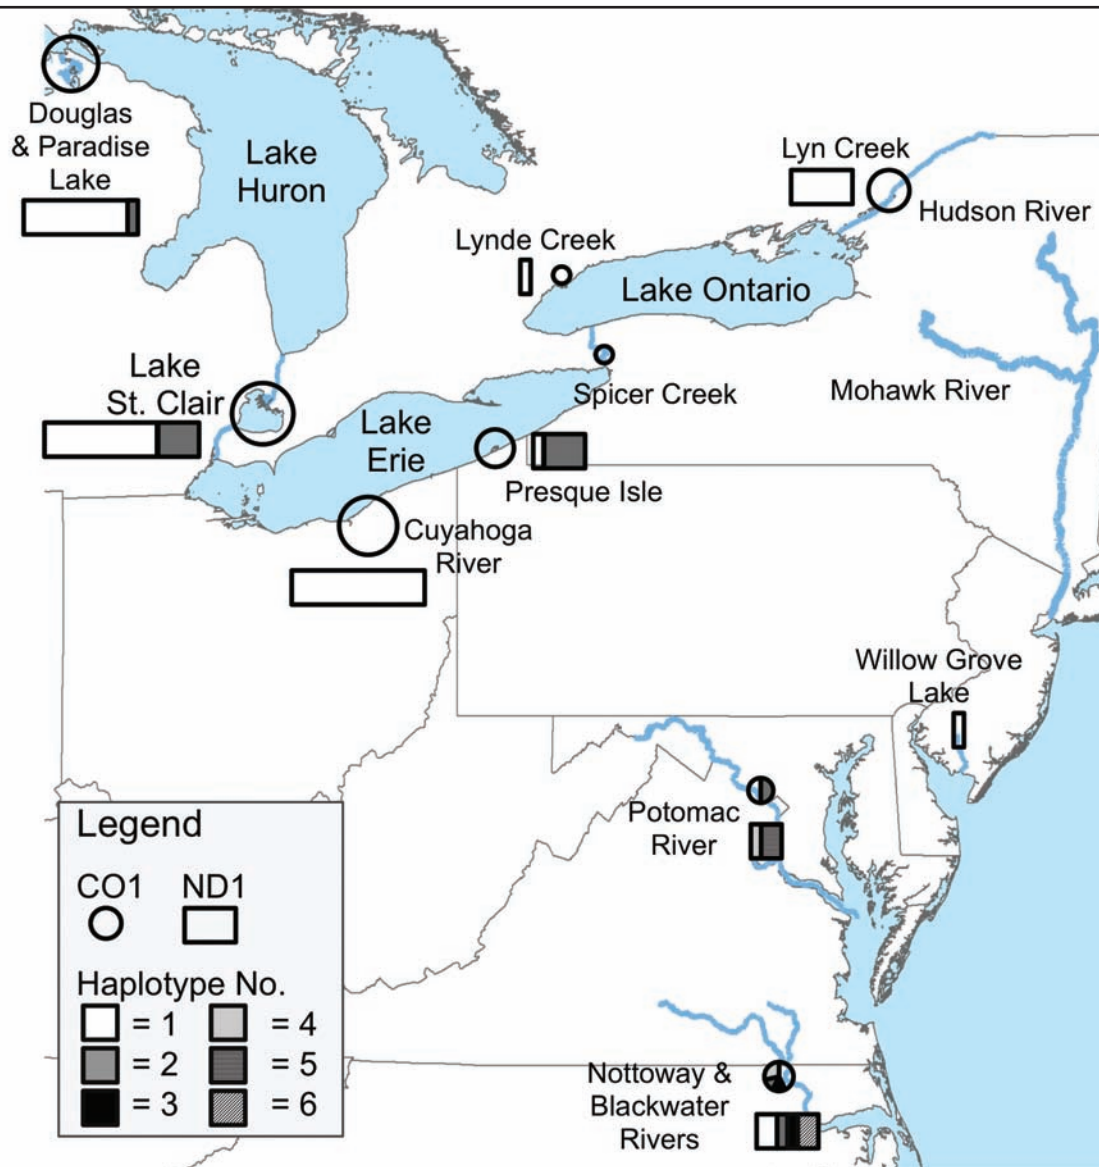 Douglas
& Paradise
Lake
Lake
Huron
Lyn Creek
Hudson River
Lynde Creek
Lake Ontario
Lake
St. Clair
Spicer Creek
Mohawk River
Lake
Erie
Presque Isle
Cuyahoga
River
Willow Grove
Lake
Potomac
River
Legend
CO1 ND1
Haplotype No.
= 1 = 4
= 2 = 5
= 3 = 6
Nottoway &
Blackwater
Rivers